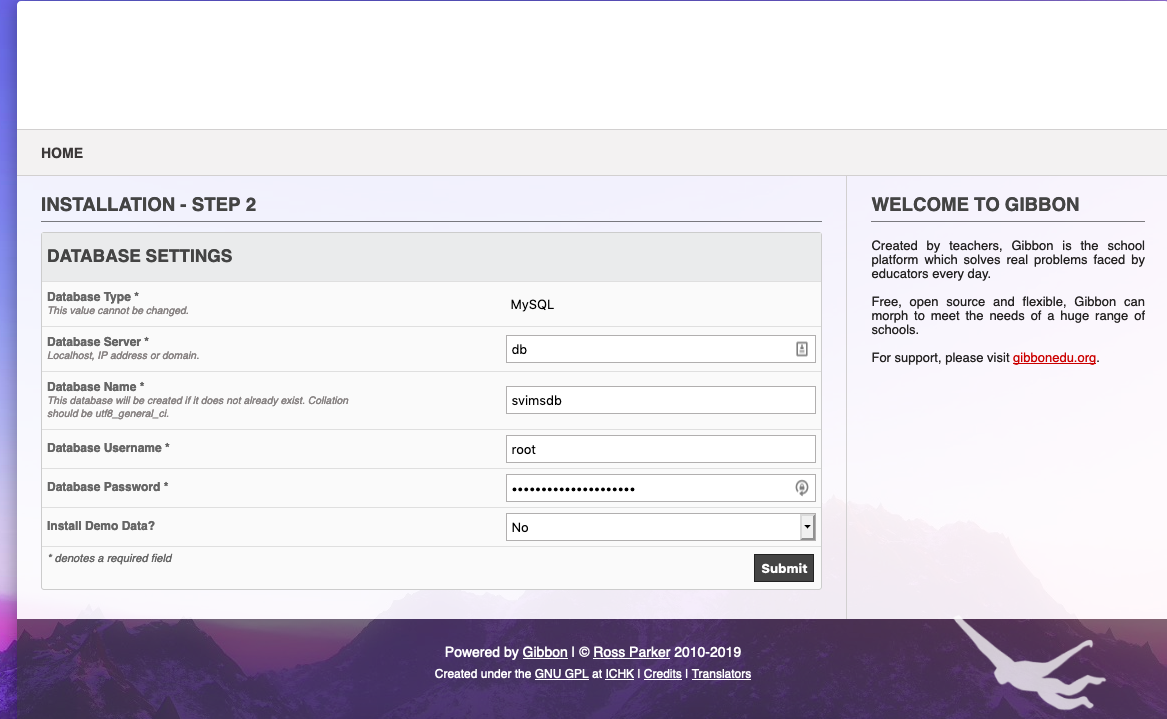 HOME
INSTALLATION - STEP 2
DATABASE SETTINGS
Database Type *
This value cannot be changed.
MySQL
Database Server *
Localhost, IP address or domain.
db
Database Name *
This database will be created if it does not already exist. Collation
should be utf8_general_ci.
svimsdb
Database Username *
root
Database Password *
••••••••••••••••••••
Install Demo Data?
No
* denotes a required field
Submit
WELCOME TO GIBBON
Created by teachers, Gibbon is the school
platform which solves real problems faced by
educators every day.
Free, open source and flexible, Gibbon can
morph to meet the needs of a huge range of
schools.
For support, please visit gibbonedu.org.
Powered by Gibbon | © Ross Parker 2010-2019
Created under the GNU GPL at ICHK | Credits | Translators